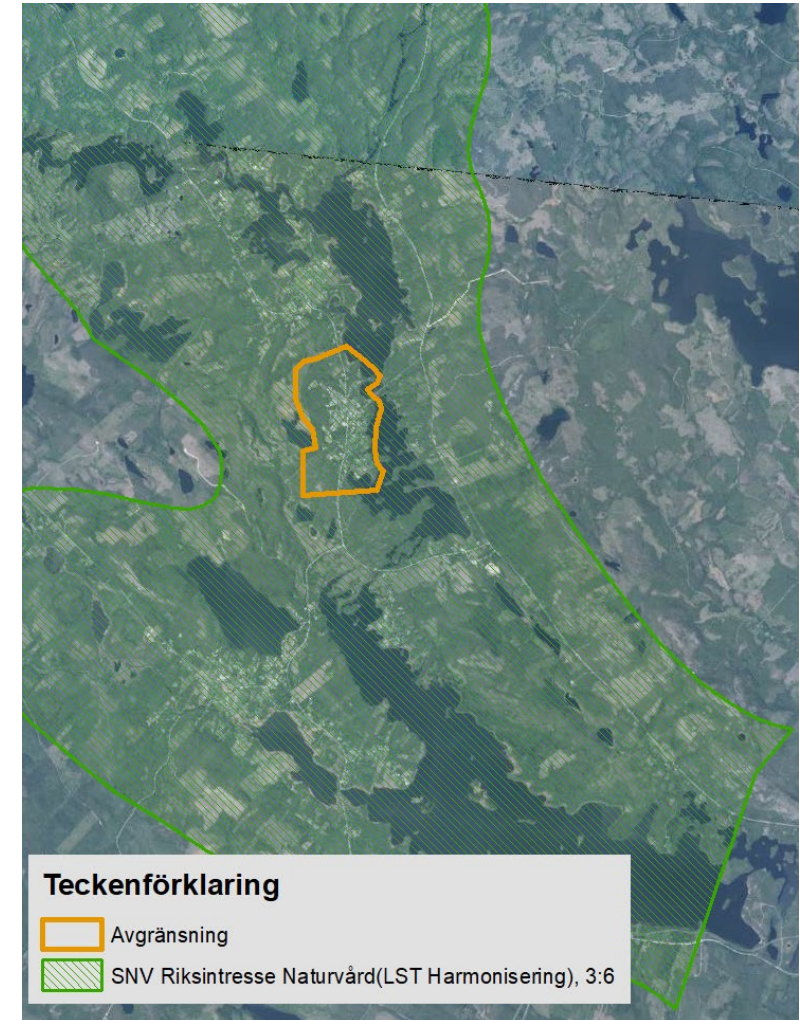 Teckenförklaring
Avgränsning
SNV Riksintresse Naturvård(LST Harmonisering), 3:6